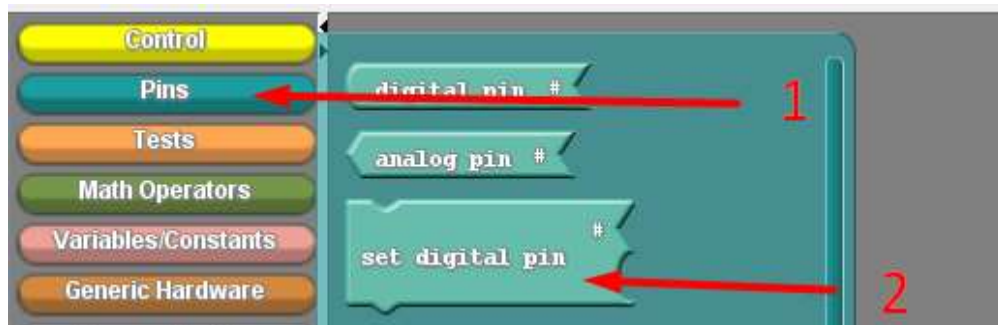 Control
Pins
Tests
Math Operators
Variables/Constants
Generic Hardware
digital pin #
1
analog pin #
#
set digital pin
2